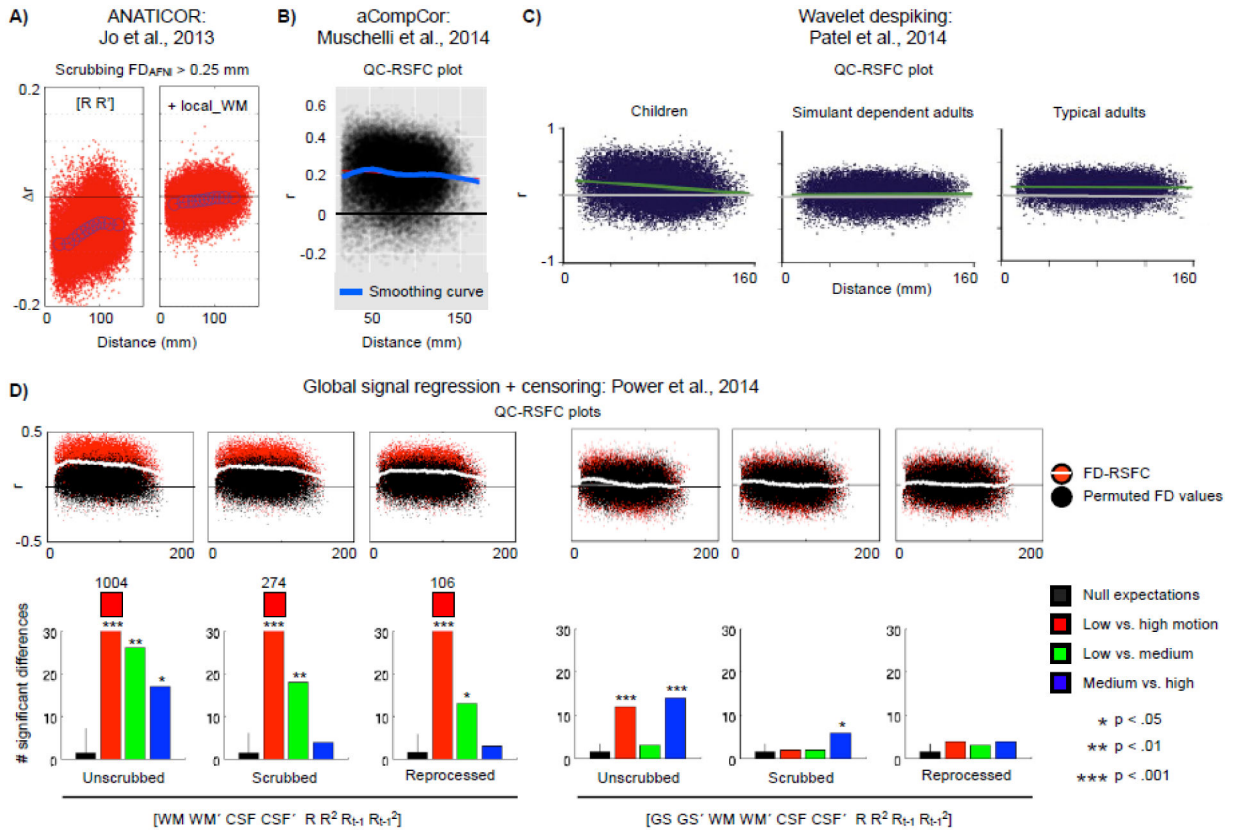 A)
ANATICOR:
Jo et al., 2013
Scrubbing FDAFNI > 0.25 mm
[R R']
+ local_WM
0.2
Δr
-0.2
0 100 0 100
Distance (mm)
B)
aCompCor:
Muschelli et al., 2014
QC-RSFC plot
0.6
0.4
0.2
0
-0.2
r
Smoothing curve
50 150
Distance (mm)
C)
Wavelet despiking:
Patel et al., 2014
QC-RSFC plot
Children
Simulant dependent adults
Typical adults
1
r
-1
0 160 0 160 0 160
Distance (mm)
D)
Global signal regression + censoring: Power et al., 2014
QC-RSFC plots
0.5
r
-0.5
0 200 0 200 0 200 0 200 0 200 0 200
FD-RSFC
Permuted FD values
1004 274 106
# significant differences
30 30 30 30 30 30
20 20 20 20 20 20
10 10 10 10 10 10
0 0 0 0 0 0
*** ** *
*** **
*** *
*** ***
*
Unscrubbed Scrubbed Reprocessed Unscrubbed Scrubbed Reprocessed
[WM WM´ CSF CSF´ R R² Rt-1 Rt-1²]
[GS GS´ WM WM´ CSF CSF´ R R² Rt-1 Rt-1²]
Null expectations
Low vs. high motion
Low vs. medium
Medium vs. high
* p < .05
** p < .01
*** p < .001